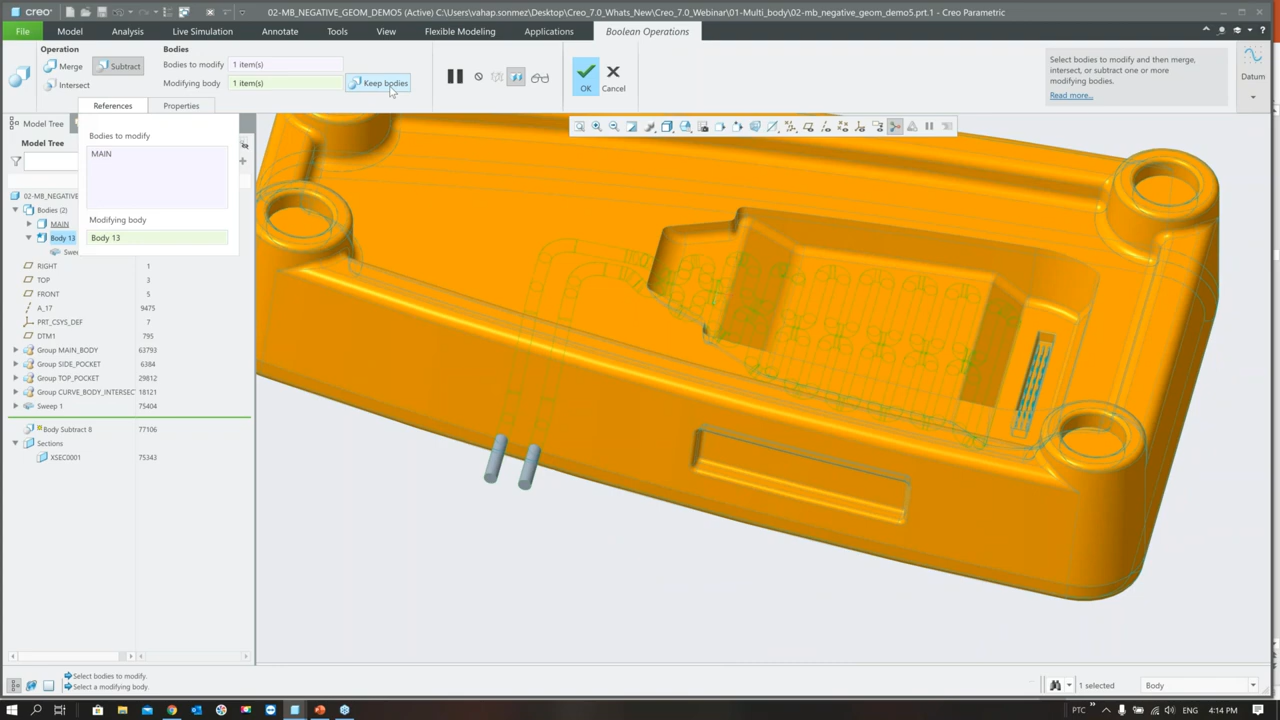 creo
02-MB_NEGATIVE_GEOM_DEMO5 (Active) C:\Users\vahap.sonmez\Desktop\Creo_7.0_Whats_New\Creo_7.0_Webinar\01-Multi_body\02-mb_negative_geom_demo5.prt.1 - Creo Parametric
File Model Analysis Live Simulation Annotate Tools View Flexible Modeling Applications Boolean Operations
Operation Bodies
Merge Subtract Bodies to modify 1 item(s)
Intersect Modifying body 1 item(s) Keep bodies
OK Cancel
Select bodies to modify and then merge, intersect, or subtract one or more modifying bodies.
Read more...
Datum
References Properties
Bodies to modify
MAIN
Modifying body
Body 13
Model Tree
Model Tree
02-MB_NEGATIVE
Bodies (2)
MAIN
Body 13
Swee
RIGHT 1
TOP 3
FRONT 5
A_17 9475
PRT_CSYS_DEF 7
DTM1 795
Group MAIN_BODY 63793
Group SIDE_POCKET 6384
Group TOP_POCKET 29812
Group CURVE_BODY_INTERSEC 18121
Sweep 1 75404
Body Subtract 8 77106
Sections
XSEC0001 75343
Select bodies to modify.
Select a modifying body.
1 selected Body
PTC 4:14 PM